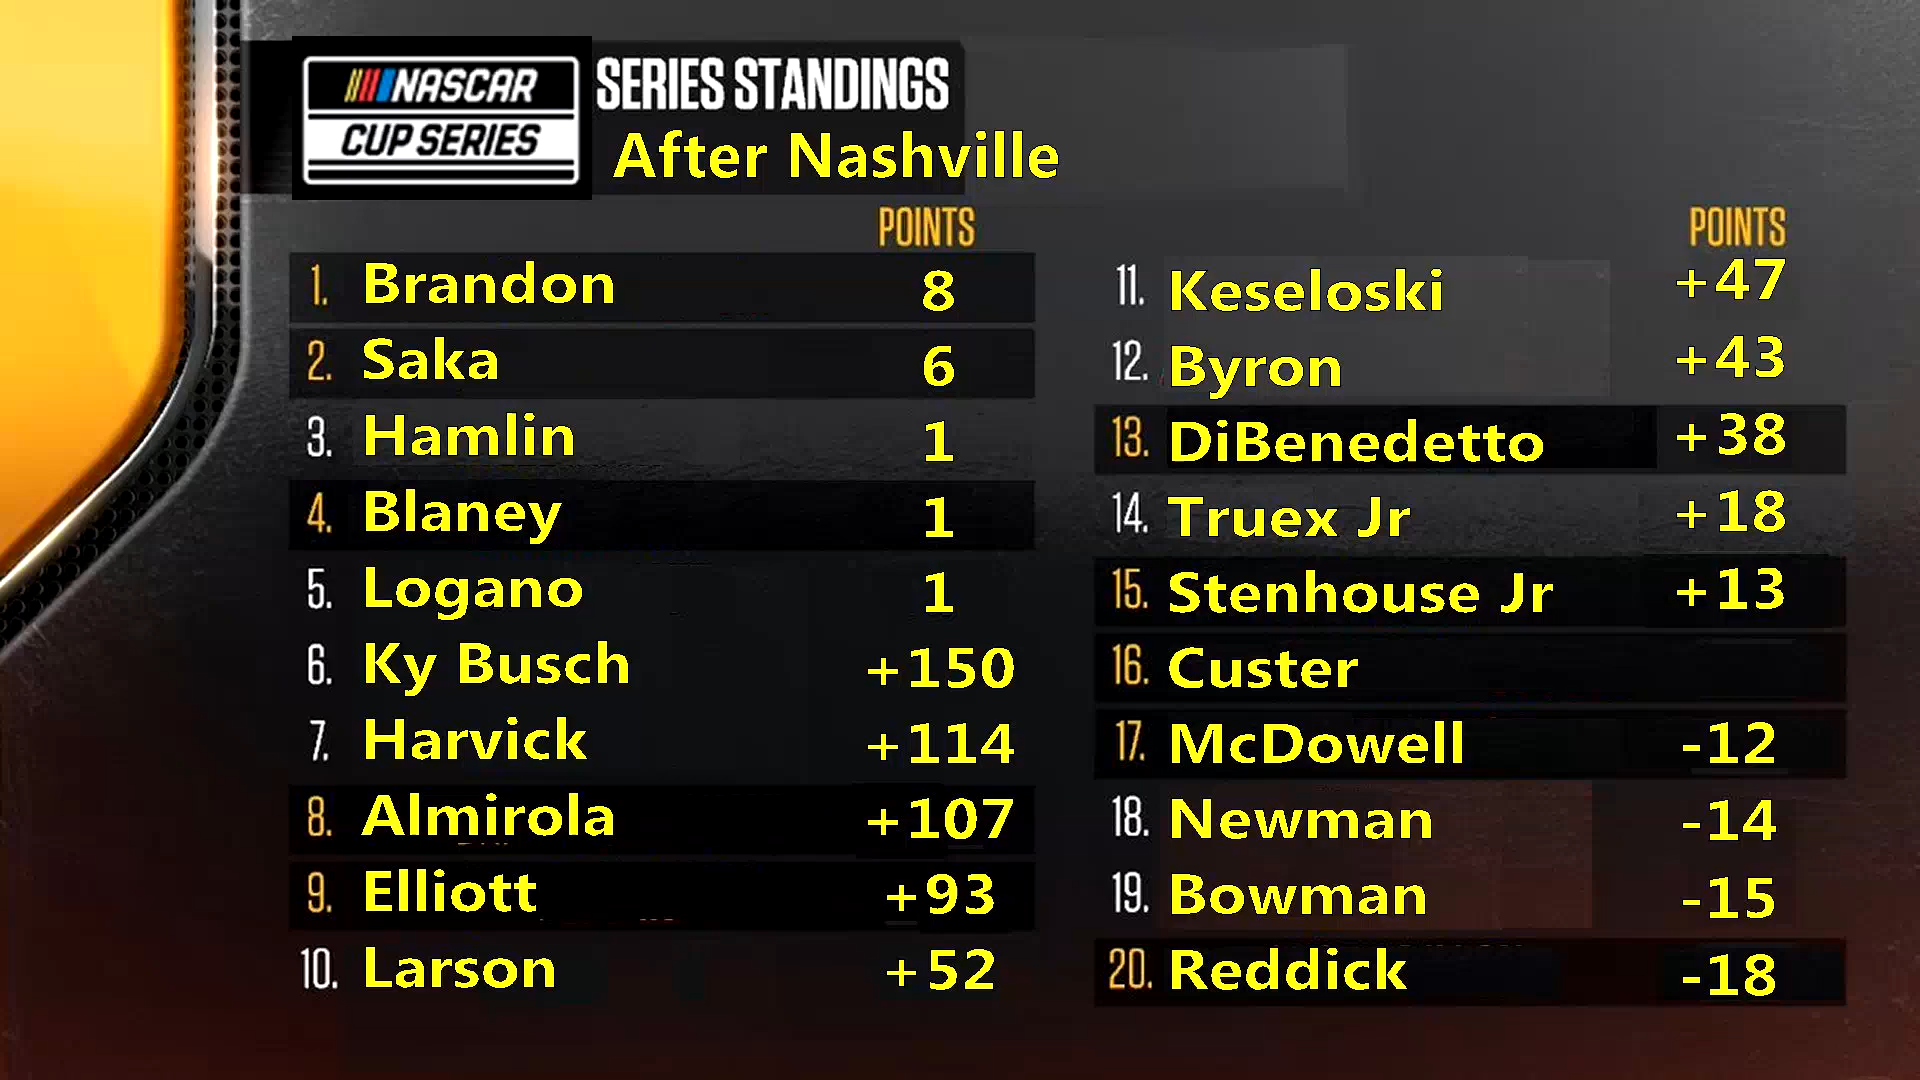 NASCAR
CUP SERIES
SERIES STANDINGS
After Nashville
POINTS
1. Brandon 8
2. Saka 6
3. Hamlin 1
4. Blaney 1
5. Logano 1
6. Ky Busch +150
7. Harvick +114
8. Almirola +107
9. Elliott +93
10. Larson +52
POINTS
11. Keseloski +47
12. Byron +43
13. DiBenedetto +38
14. Truex Jr +18
15. Stenhouse Jr +13
16. Custer
17. McDowell -12
18. Newman -14
19. Bowman -15
20. Reddick -18